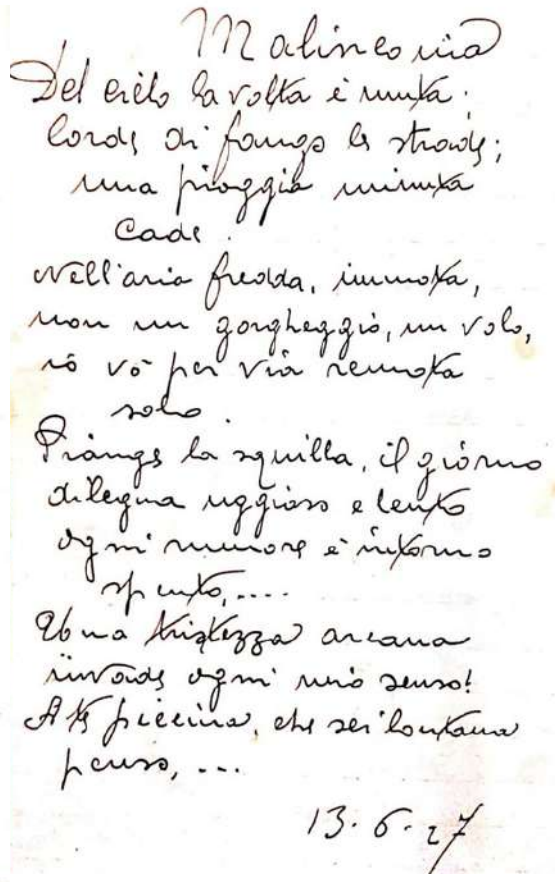 Malinconia
Del cielo la volta è muta;
lorde di fango le strade;
una pioggia minuta
cade.
Nell'aria fredda, immota,
non un gorgheggio, un volo,
io vò per via remota
solo.
Piange la squilla, il giorno
dilegua uggioso e lento
ogni rumore è intorno
spento,....
Una tristezza arcana
invade ogni mio senso!
A te piccina, che sei lontana
penso, ...
13.6.27